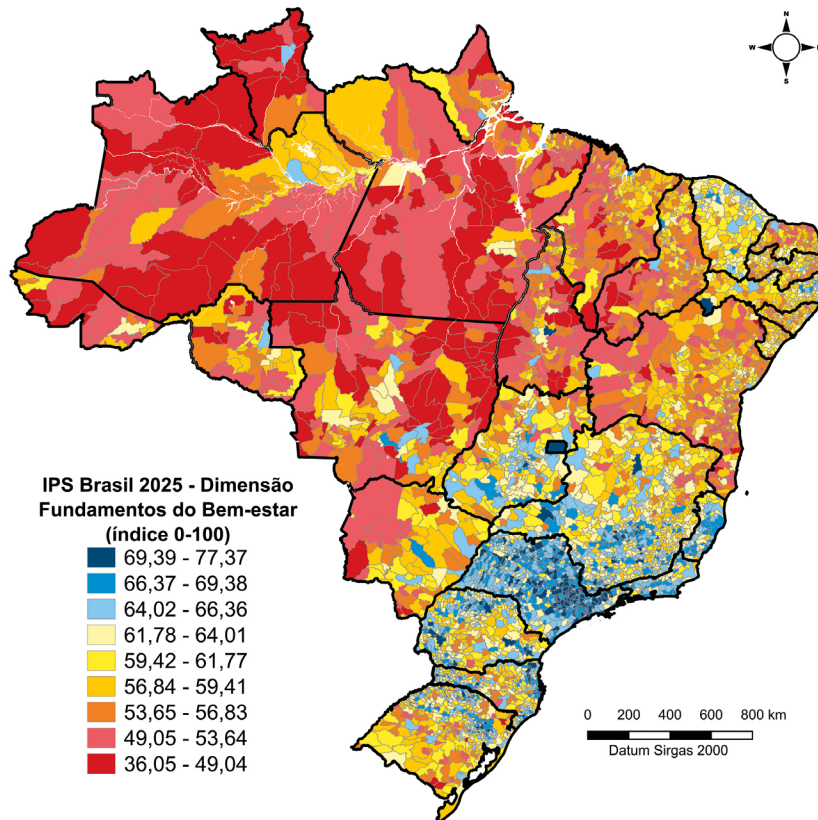 N
W
S
IPS Brasil 2025 - Dimensão
Fundamentos do Bem-estar
(índice 0-100)
69,39 - 77,37
66,37 - 69,38
64,02 - 66,36
61,78 - 64,01
59,42 - 61,77
56,84 - 59,41
53,65 - 56,83
49,05 - 53,64
36,05 - 49,04
0 200 400 600 800 km
Datum Sirgas 2000